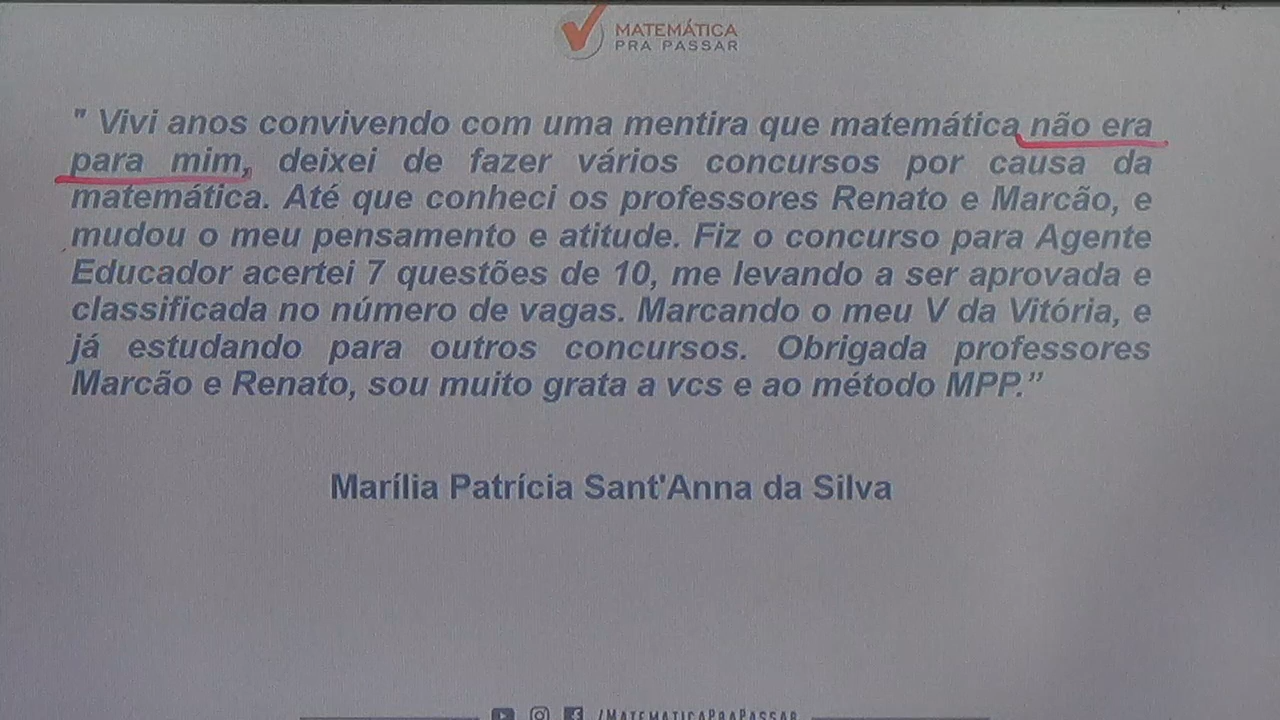 MATEMÁTICA
PRA PASSAR
" Vivi anos convivendo com uma mentira que matemática não era
para mim, deixei de fazer vários concursos por causa da
matemática. Até que conheci os professores Renato e Marcão, e
mudou o meu pensamento e atitude. Fiz o concurso para Agente
Educador acertei 7 questões de 10, me levando a ser aprovada e
classificada no número de vagas. Marcando o meu V da Vitória, e
já estudando para outros concursos. Obrigada professores
Marcão e Renato, sou muito grata a vcs e ao método MPP.”
Marília Patrícia Sant'Anna da Silva
/MATEMATICAPRAPASSAR